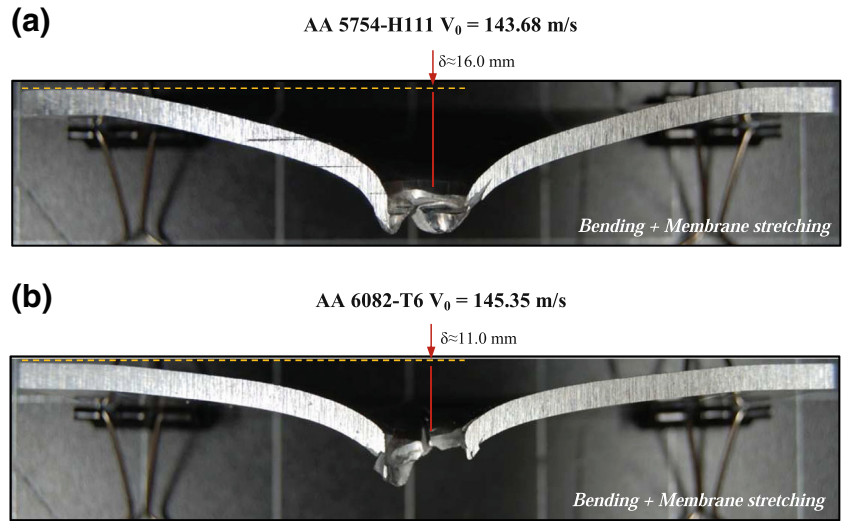 (a)
AA 5754-H111 V₀ = 143.68 m/s
δ≈16.0 mm
Bending + Membrane stretching
(b)
AA 6082-T6 V₀ = 145.35 m/s
δ≈11.0 mm
Bending + Membrane stretching